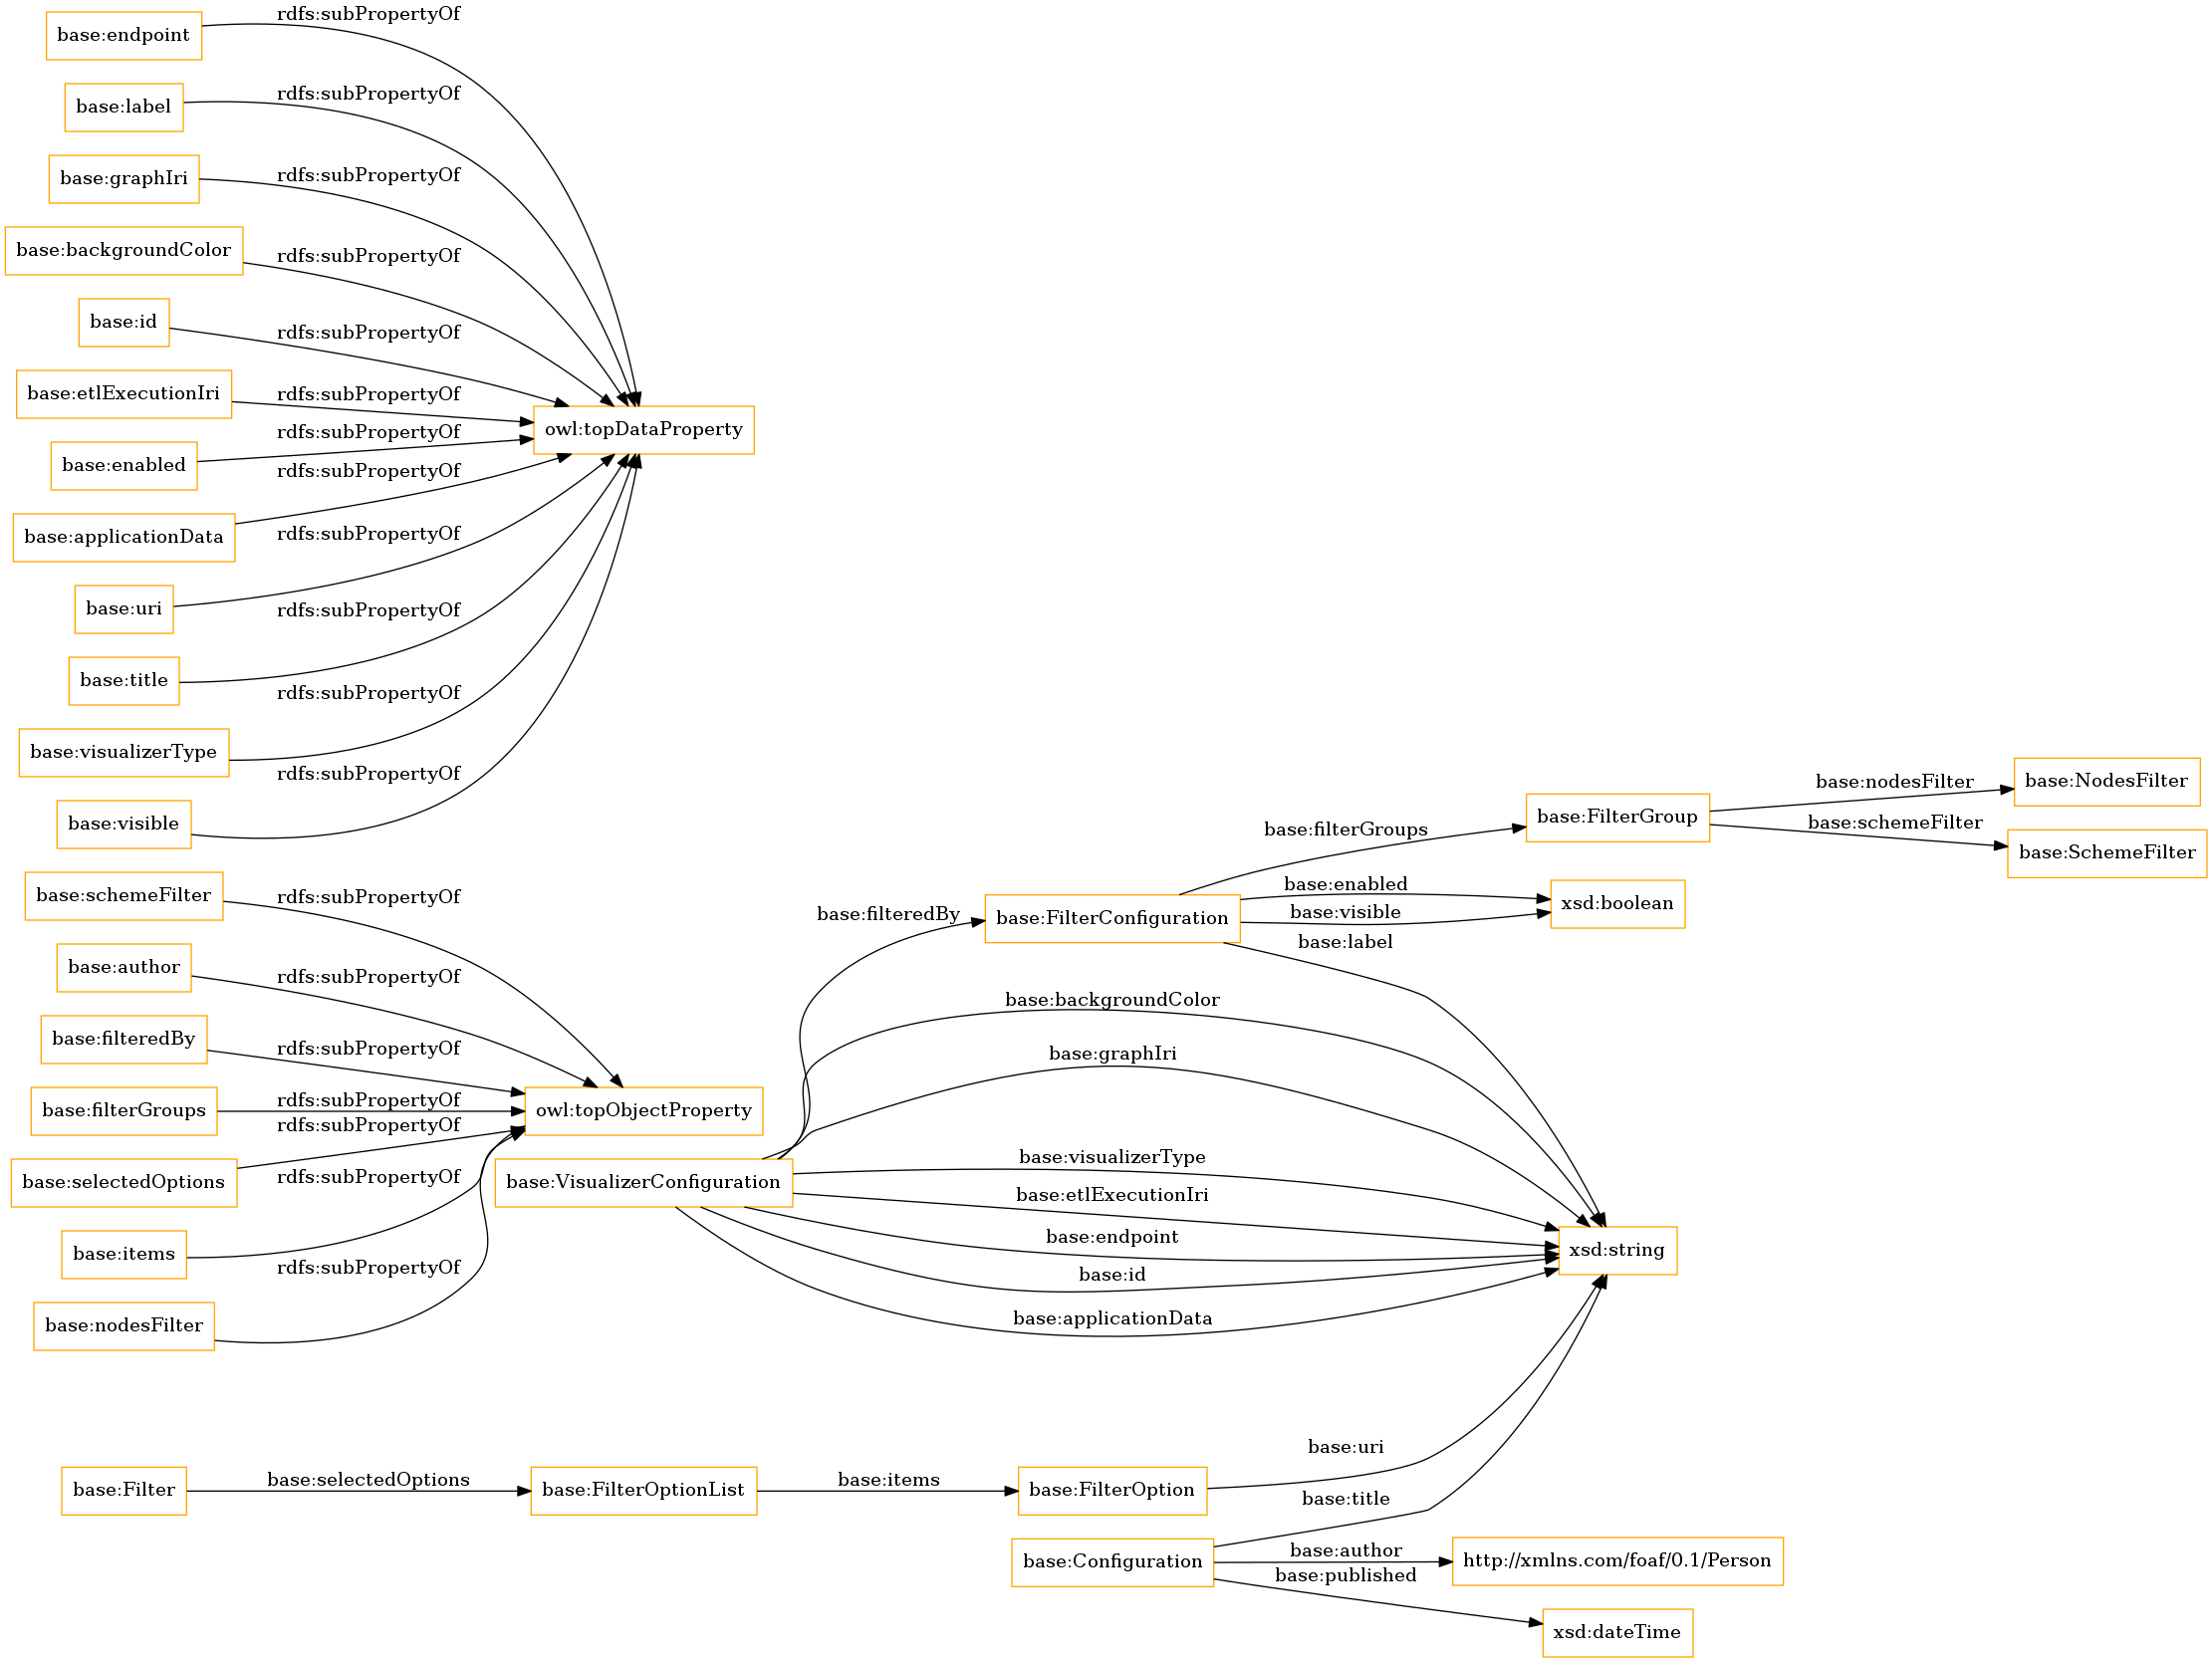 rdfs:subPropertyOf
base:endpoint
rdfs:subPropertyOf
base:label
rdfs:subPropertyOf
base:graphIri
base:backgroundColor
rdfs:subPropertyOf
base:id
rdfs:subPropertyOf
base:etlExecutionIri
rdfs:subPropertyOf
owl:topDataProperty
rdfs:subPropertyOf
base:enabled
rdfs:subPropertyOf
base:applicationData
rdfs:subPropertyOf
base:uri
rdfs:subPropertyOf
base:title
rdfs:subPropertyOf
base:visualizerType
rdfs:subPropertyOf
base:visible
base:nodesFilter
base:NodesFilter
base:filterGroups
base:FilterGroup
base:schemeFilter
base:SchemeFilter
base:schemeFilter
rdfs:subPropertyOf
base:filteredBy
base:FilterConfiguration
base:enabled
base:visible
xsd:boolean
base:label
base:author
rdfs:subPropertyOf
base:backgroundColor
base:filteredBy
rdfs:subPropertyOf
base:graphIri
base:filterGroups
rdfs:subPropertyOf
owl:topObjectProperty
rdfs:subPropertyOf
base:selectedOptions
rdfs:subPropertyOf
base:VisualizerConfiguration
base:visualizerType
base:etlExecutionIri
base:endpoint
xsd:string
base:items
rdfs:subPropertyOf
base:id
base:nodesFilter
base:applicationData
base:uri
base:Filter
base:selectedOptions
base:FilterOptionList
base:items
base:FilterOption
base:title
base:Configuration
base:author
http://xmlns.com/foaf/0.1/Person
base:published
xsd:dateTime